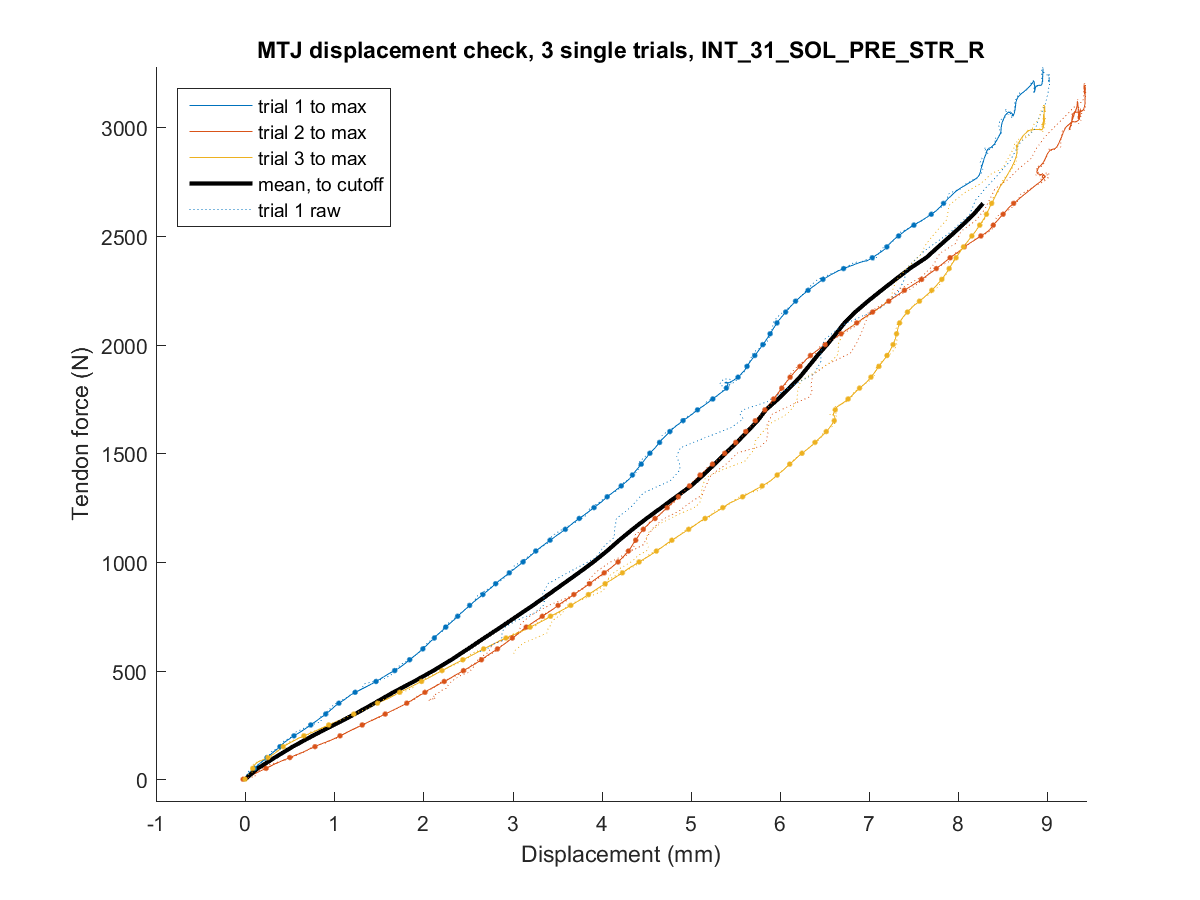 MTJ displacement check, 3 single trials, INT_31_SOL_PRE_STR_R
trial 1 to max
trial 2 to max
trial 3 to max
mean, to cutoff
trial 1 raw
3000
2500
2000
1500
1000
500
0
Tendon force (N)
-1 0 1 2 3 4 5 6 7 8 9
Displacement (mm)